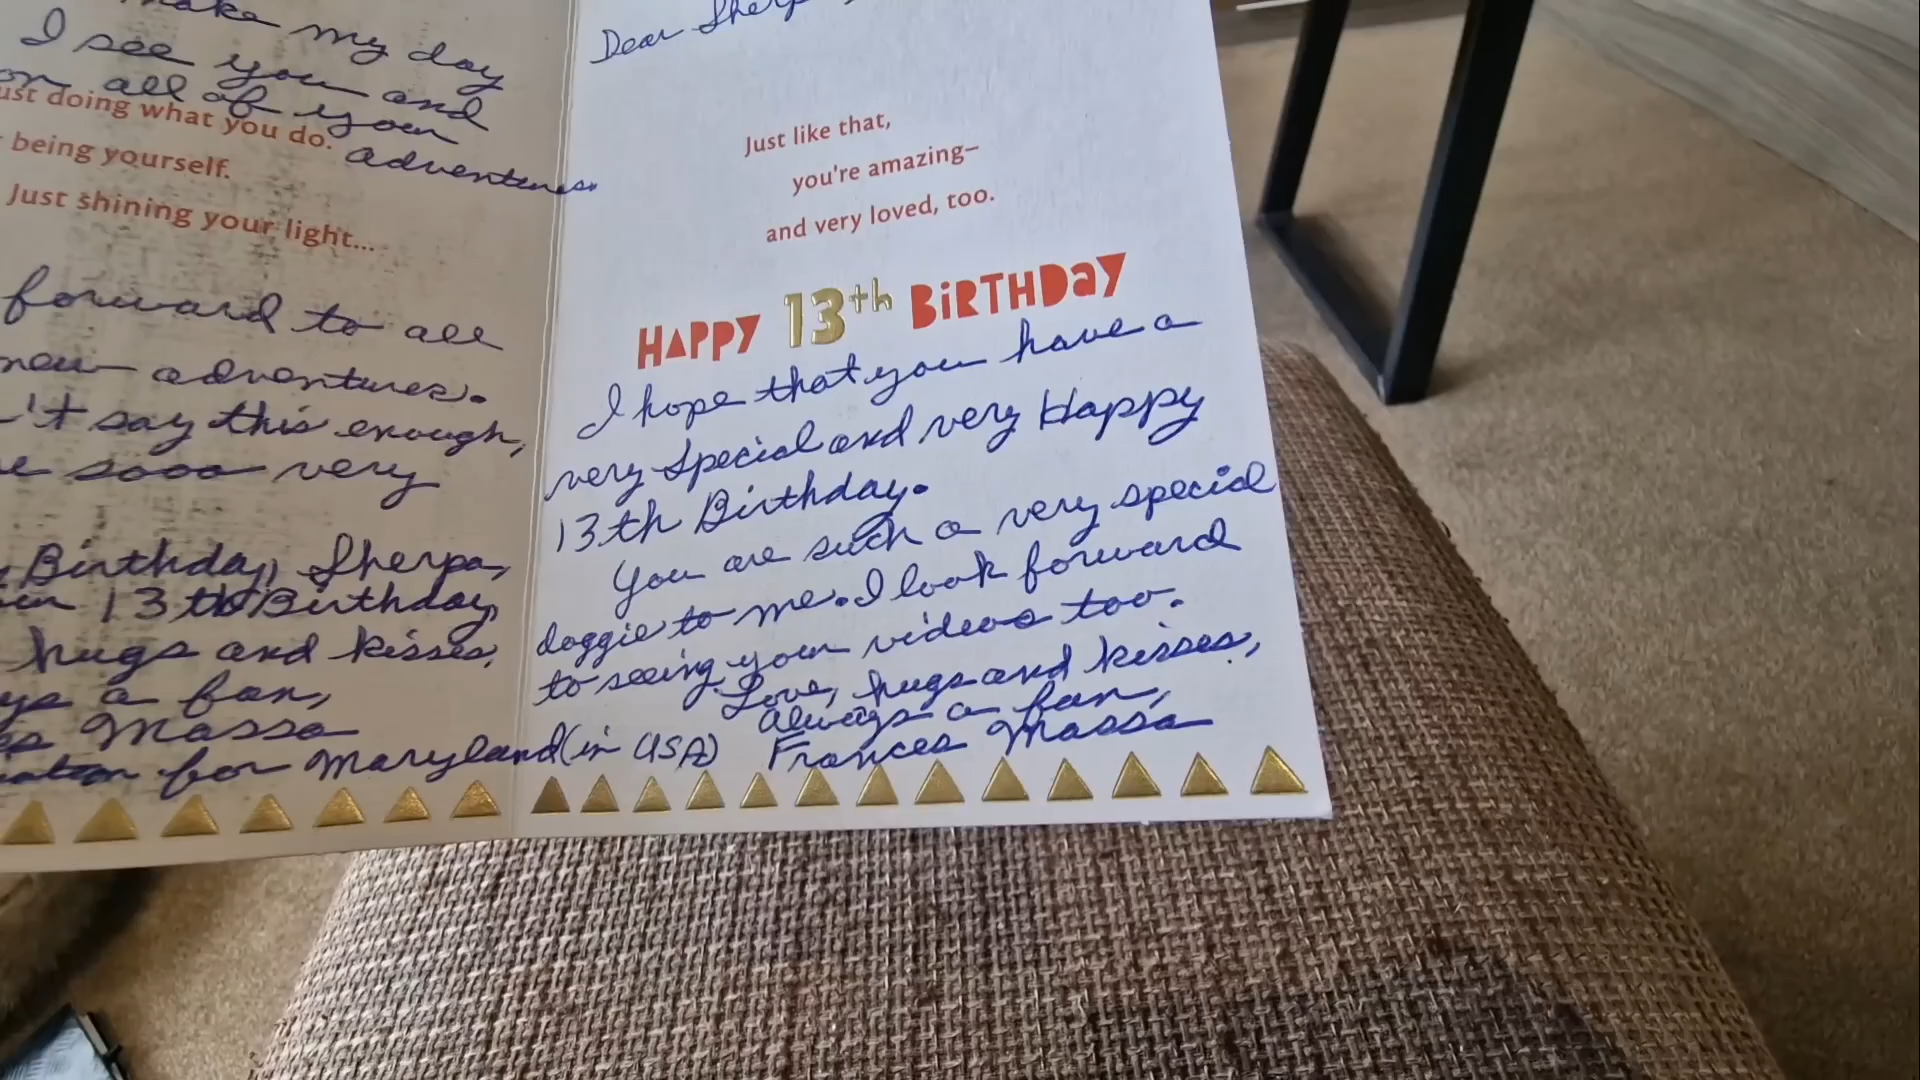 make my day
I see you and
on all of your
ust doing what you do.
adventures.
being yourself.
Just shining your light...
forward to all
new adventures.
't say this enough,
sooo very
Birthday, Sherpa,
13th Birthday,
hugs and kisses,
a fan,
Massa
for Maryland (in USA)
Dear Sherpa,
Just like that,
you're amazing–
and very loved, too.
HAPPY 13th BIRTHDAY
I hope that you have a
very Special and very Happy
13th Birthday.
You are such a very special
doggie to me. I look forward
to seeing your videos too.
Love, hugs and kisses,
Always a fan,
Frances Massa